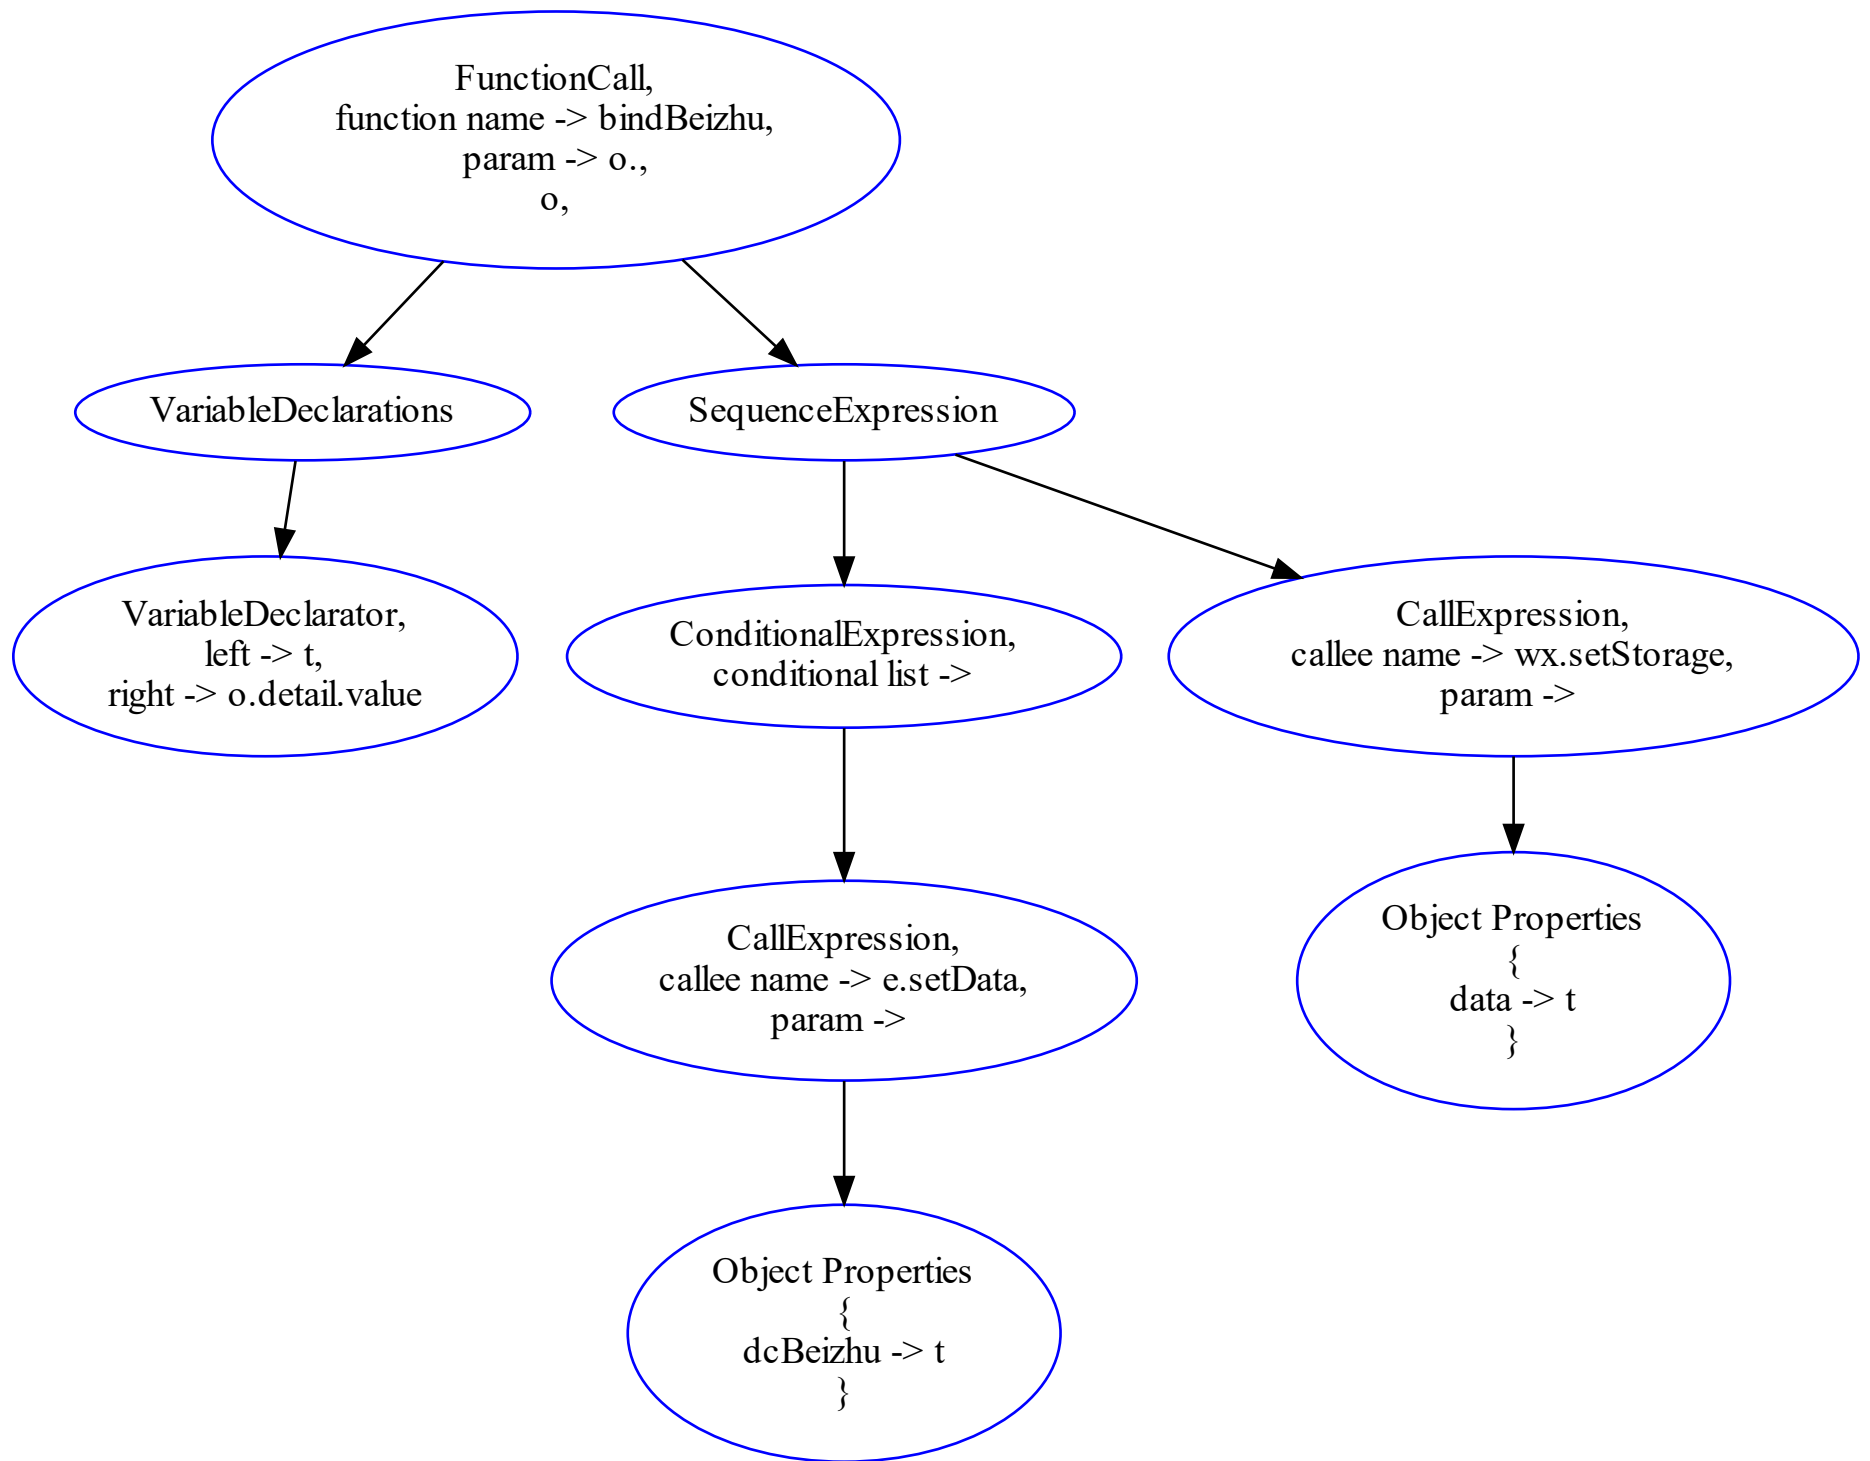 FunctionCall,
function name -> bindBeizhu,
param -> o.,
o,
VariableDeclarations
SequenceExpression
VariableDeclarator,
left -> t,
right -> o.detail.value
ConditionalExpression,
conditional list ->
CallExpression,
callee name -> wx.setStorage,
param ->
CallExpression,
callee name -> e.setData,
param ->
Object Properties
{
data -> t
}
Object Properties
{
dcBeizhu -> t
}